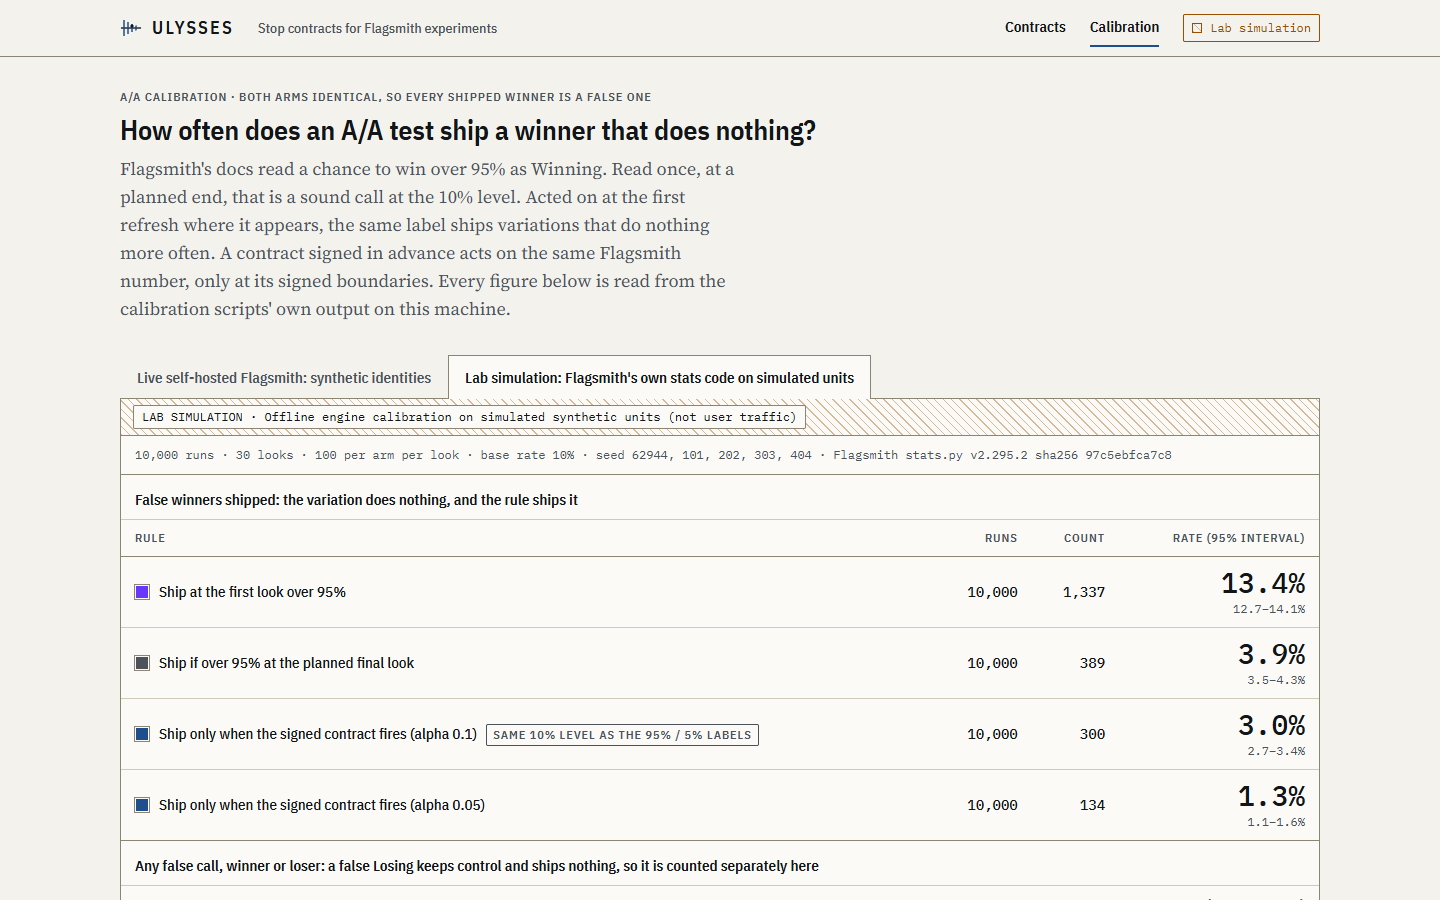 ULYSSES
Stop contracts for Flagsmith experiments
Contracts
Calibration
Lab simulation
A/A CALIBRATION · BOTH ARMS IDENTICAL, SO EVERY SHIPPED WINNER IS A FALSE ONE
How often does an A/A test ship a winner that does nothing?
Flagsmith's docs read a chance to win over 95% as Winning. Read once, at a
planned end, that is a sound call at the 10% level. Acted on at the first
refresh where it appears, the same label ships variations that do nothing
more often. A contract signed in advance acts on the same Flagsmith
number, only at its signed boundaries. Every figure below is read from the
calibration scripts' own output on this machine.
Live self-hosted Flagsmith: synthetic identities
Lab simulation: Flagsmith's own stats code on simulated units
LAB SIMULATION · Offline engine calibration on simulated synthetic units (not user traffic)
10,000 runs · 30 looks · 100 per arm per look · base rate 10% · seed 62944, 101, 202, 303, 404 · Flagsmith stats.py v2.295.2 sha256 97c5ebfca7c8
False winners shipped: the variation does nothing, and the rule ships it
RULE RUNS COUNT RATE (95% INTERVAL)
Ship at the first look over 95% 10,000 1,337 13.4%
12.7–14.1%
Ship if over 95% at the planned final look 10,000 389 3.9%
3.5–4.3%
Ship only when the signed contract fires (alpha 0.1) SAME 10% LEVEL AS THE 95% / 5% LABELS 10,000 300 3.0%
2.7–3.4%
Ship only when the signed contract fires (alpha 0.05) 10,000 134 1.3%
1.1–1.6%
Any false call, winner or loser: a false Losing keeps control and ships nothing, so it is counted separately here